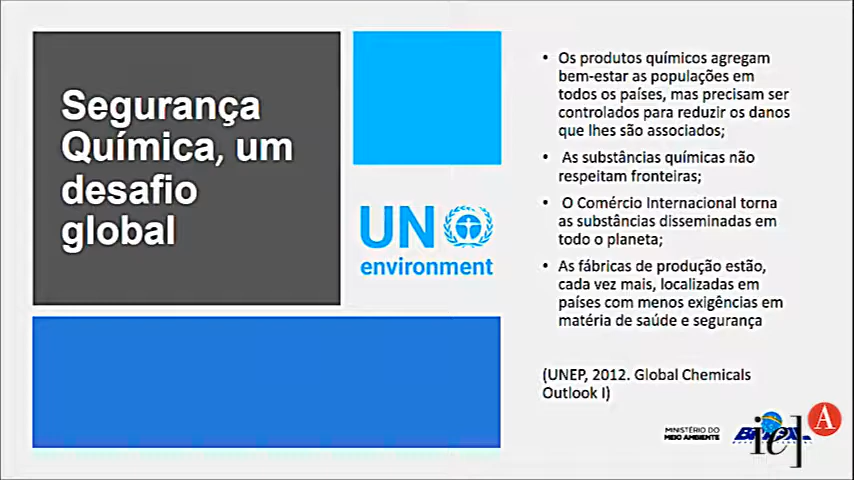 Segurança
Química, um
desafio
global
UN
environment
• Os produtos químicos agregam
bem-estar as populações em
todos os países, mas precisam ser
controlados para reduzir os danos
que lhes são associados;
• As substâncias químicas não
respeitam fronteiras;
• O Comércio Internacional torna
as substâncias disseminadas em
todo o planeta;
• As fábricas de produção estão,
cada vez mais, localizadas em
países com menos exigências em
matéria de saúde e segurança
(UNEP, 2012. Global Chemicals
Outlook I)
MINISTÉRIO DO
MEIO AMBIENTE
A